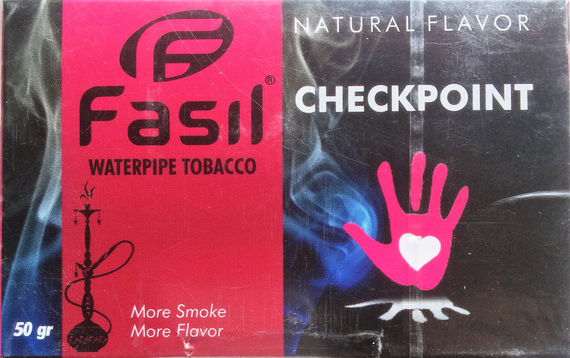 Fasil®
WATERPIPE TOBACCO
More Smoke
More Flavor
50 gr
NATURAL FLAVOR
CHECKPOINT